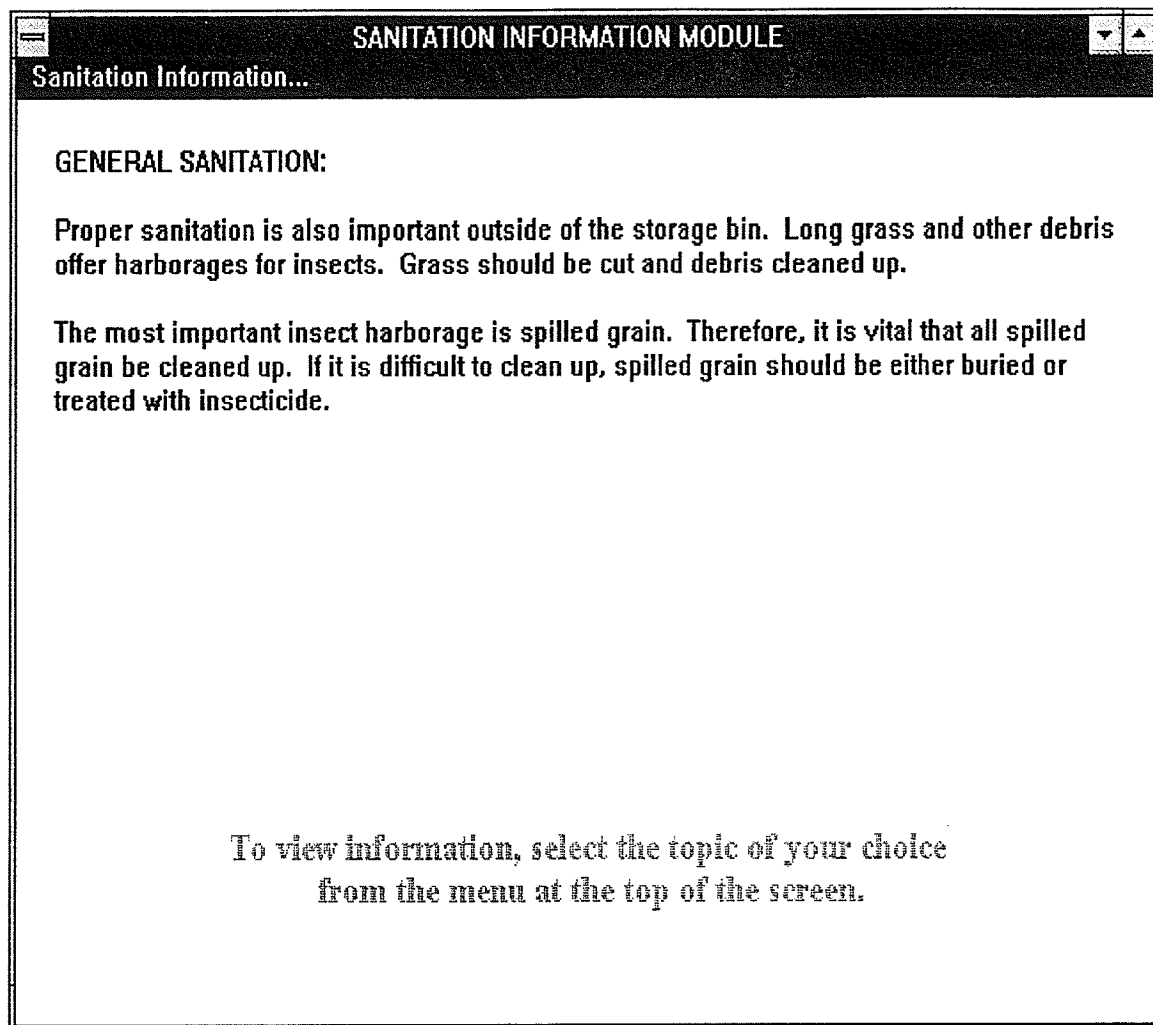 SANITATION INFORMATION MODULE
Sanitation Information...
GENERAL SANITATION:
Proper sanitation is also important outside of the storage bin. Long grass and other debris
offer harborages for insects. Grass should be cut and debris cleaned up.
The most important insect harborage is spilled grain. Therefore, it is vital that all spilled
grain be cleaned up. If it is difficult to clean up, spilled grain should be either buried or
treated with insecticide.
To view information, select the topic of your choice
from the menu at the top of the screen.